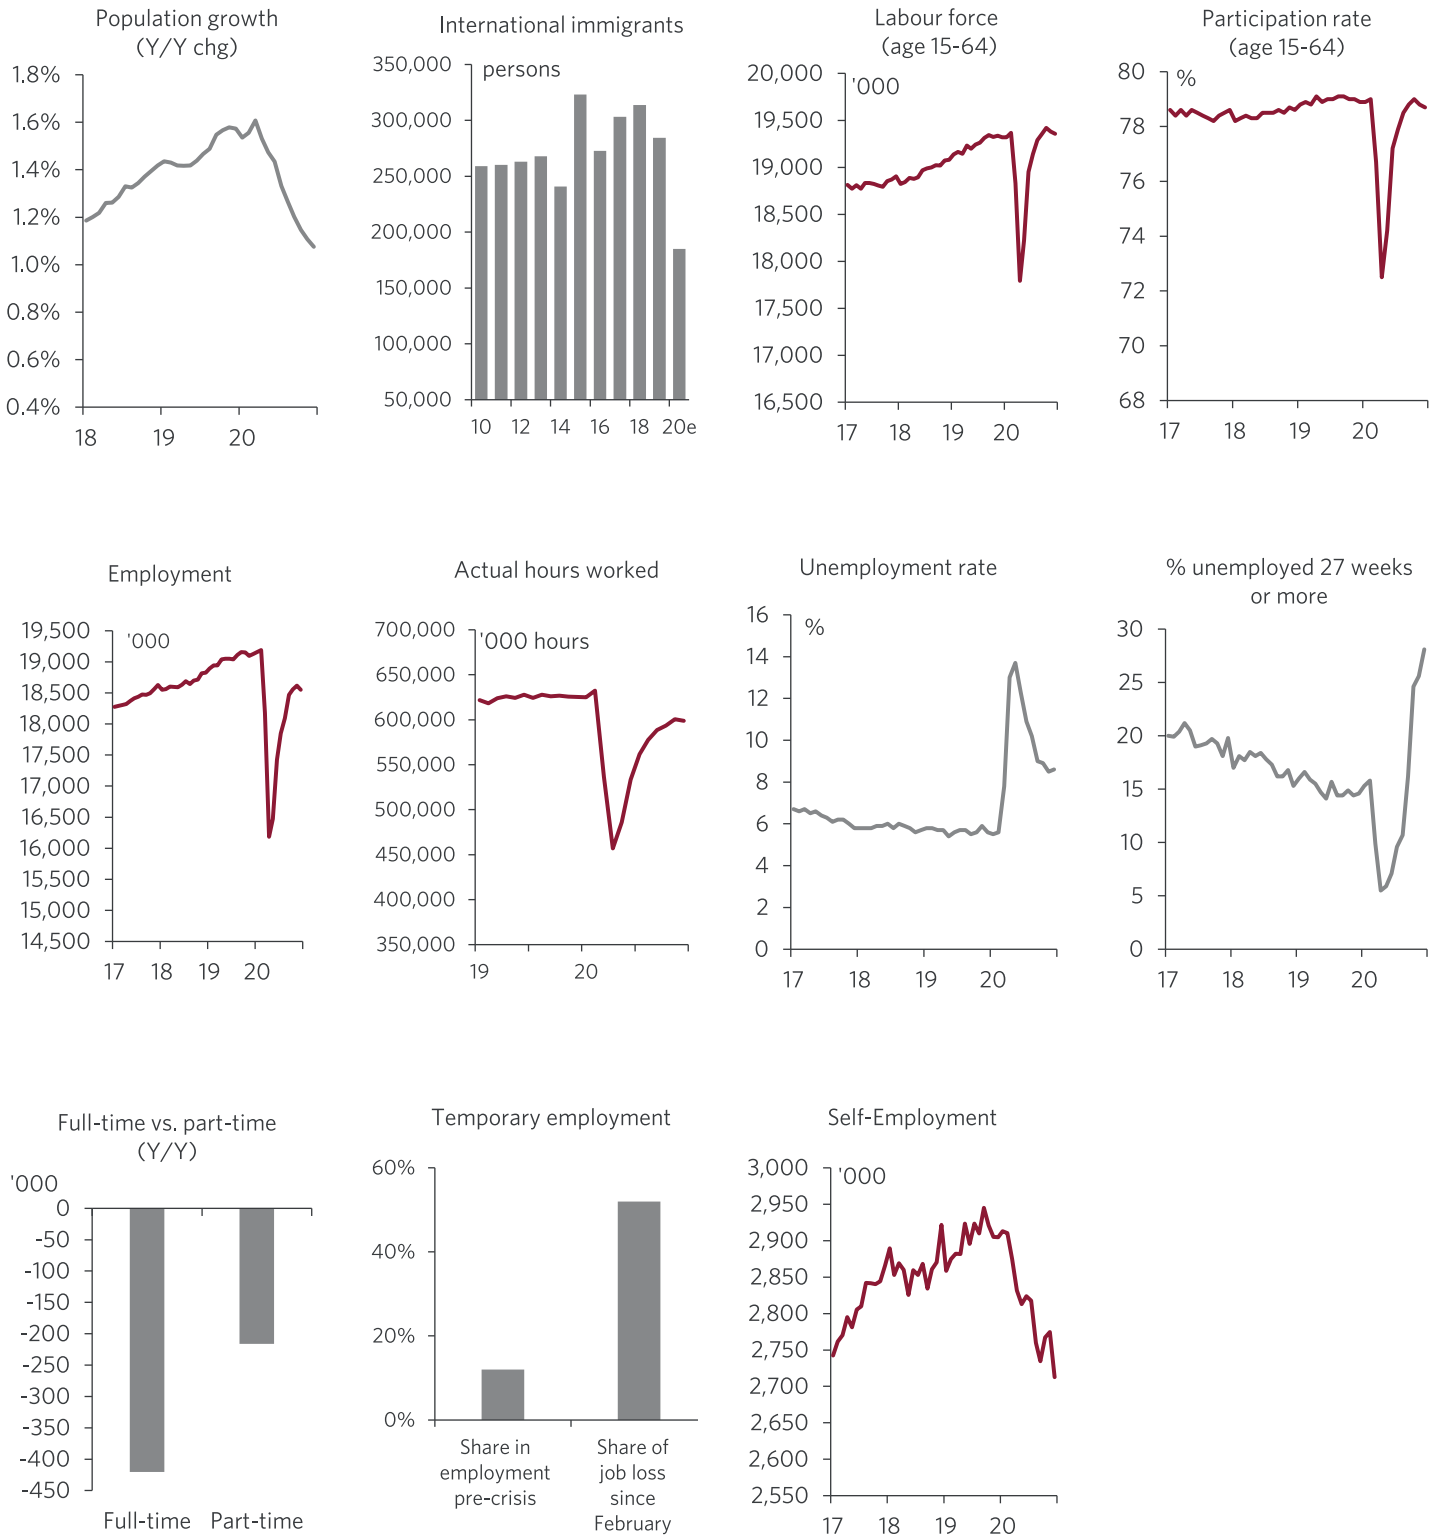 Population growth
(Y/Y chg)
1.8%
1.6%
1.4%
1.2%
1.0%
0.8%
0.6%
0.4%
18 19 20
International immigrants
persons
350,000
300,000
250,000
200,000
150,000
100,000
50,000
10 12 14 16 18 20e
Labour force
(age 15-64)
'000
20,000
19,500
19,000
18,500
18,000
17,500
17,000
16,500
17 18 19 20
Participation rate
(age 15-64)
%
80
78
76
74
72
70
68
17 18 19 20
Employment
'000
19,500
19,000
18,500
18,000
17,500
17,000
16,500
16,000
15,500
15,000
14,500
17 18 19 20
Actual hours worked
'000 hours
700,000
650,000
600,000
550,000
500,000
450,000
400,000
350,000
19 20
Unemployment rate
%
16
14
12
10
8
6
4
2
0
17 18 19 20
% unemployed 27 weeks
or more
30
25
20
15
10
5
0
17 18 19 20
Full-time vs. part-time
(Y/Y)
'000
0
-50
-100
-150
-200
-250
-300
-350
-400
-450
Full-time Part-time
Temporary employment
60%
40%
20%
0%
Share in
employment
pre-crisis
Share of
job loss
since
February
Self-Employment
'000
3,000
2,950
2,900
2,850
2,800
2,750
2,700
2,650
2,600
2,550
17 18 19 20